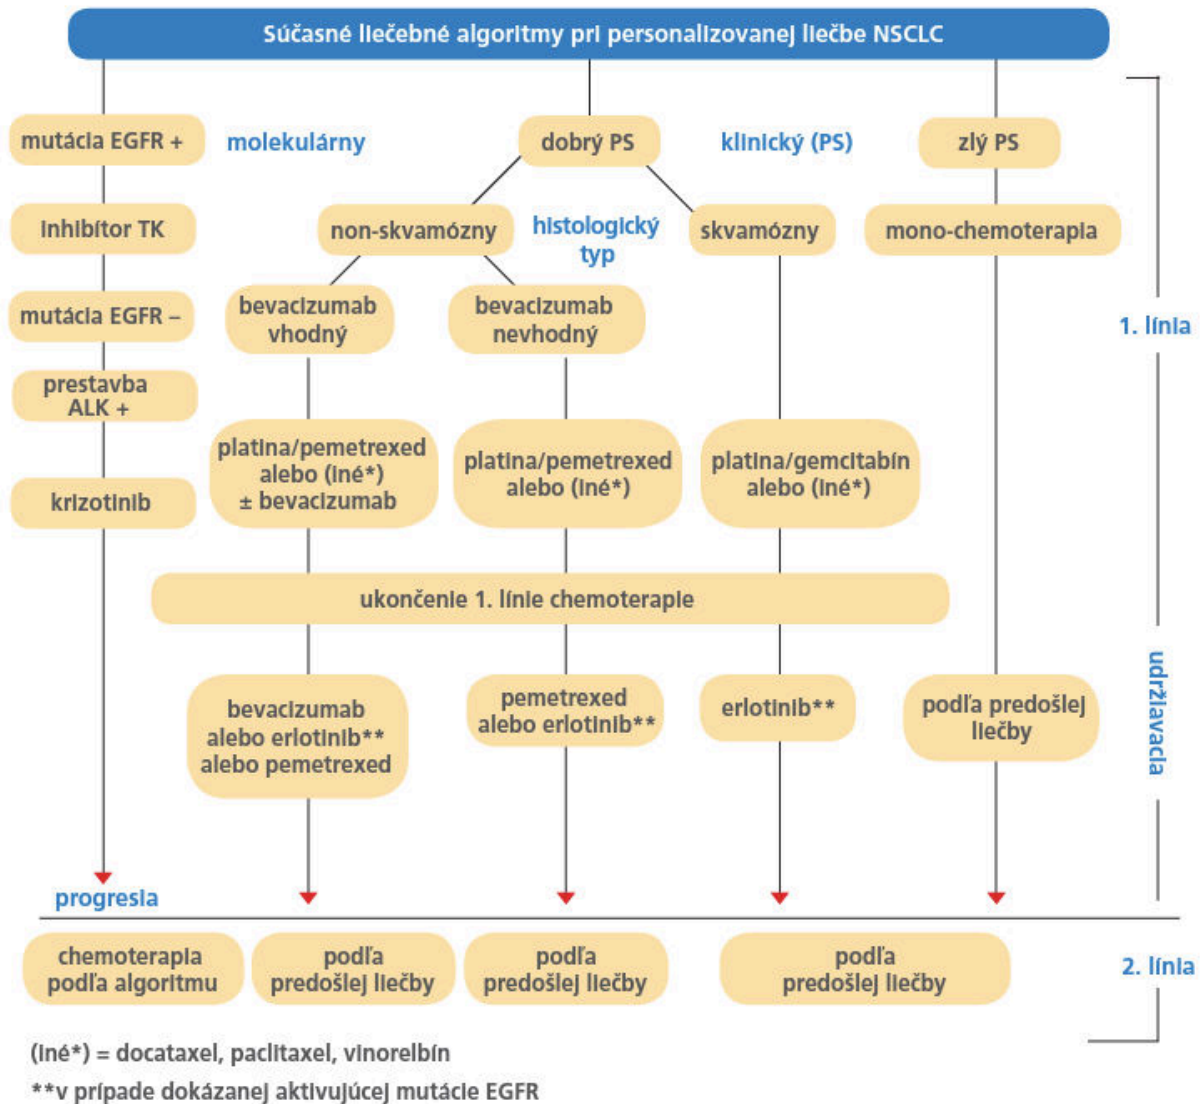 Súčasné liečebné algoritmy pri personalizovanej liečbe NSCLC
mutácia EGFR +
molekulárny
dobrý PS
klinický (PS)
zlý PS
inhibítor TK
non-skvamózny
histologický
typ
skvamózny
mono-chemoterapia
mutácia EGFR –
bevacizumab
vhodný
bevacizumab
nevhodný
1. línia
prestavba
ALK +
krizotinib
platina/pemetrexed
alebo (iné*)
± bevacizumab
platina/pemetrexed
alebo (iné*)
platina/gemcitabín
alebo (iné*)
ukončenie 1. línie chemoterapie
bevacizumab
alebo erlotinib**
alebo pemetrexed
pemetrexed
alebo erlotinib**
erlotinib**
podľa predošlej
liečby
udržiavacia
progresia
chemoterapia
podľa algoritmu
podľa
predošlej liečby
podľa
predošlej liečby
podľa
predošlej liečby
2. línia
(iné*) = docataxel, paclitaxel, vinorelbín
**v prípade dokázanej aktivujúcej mutácie EGFR